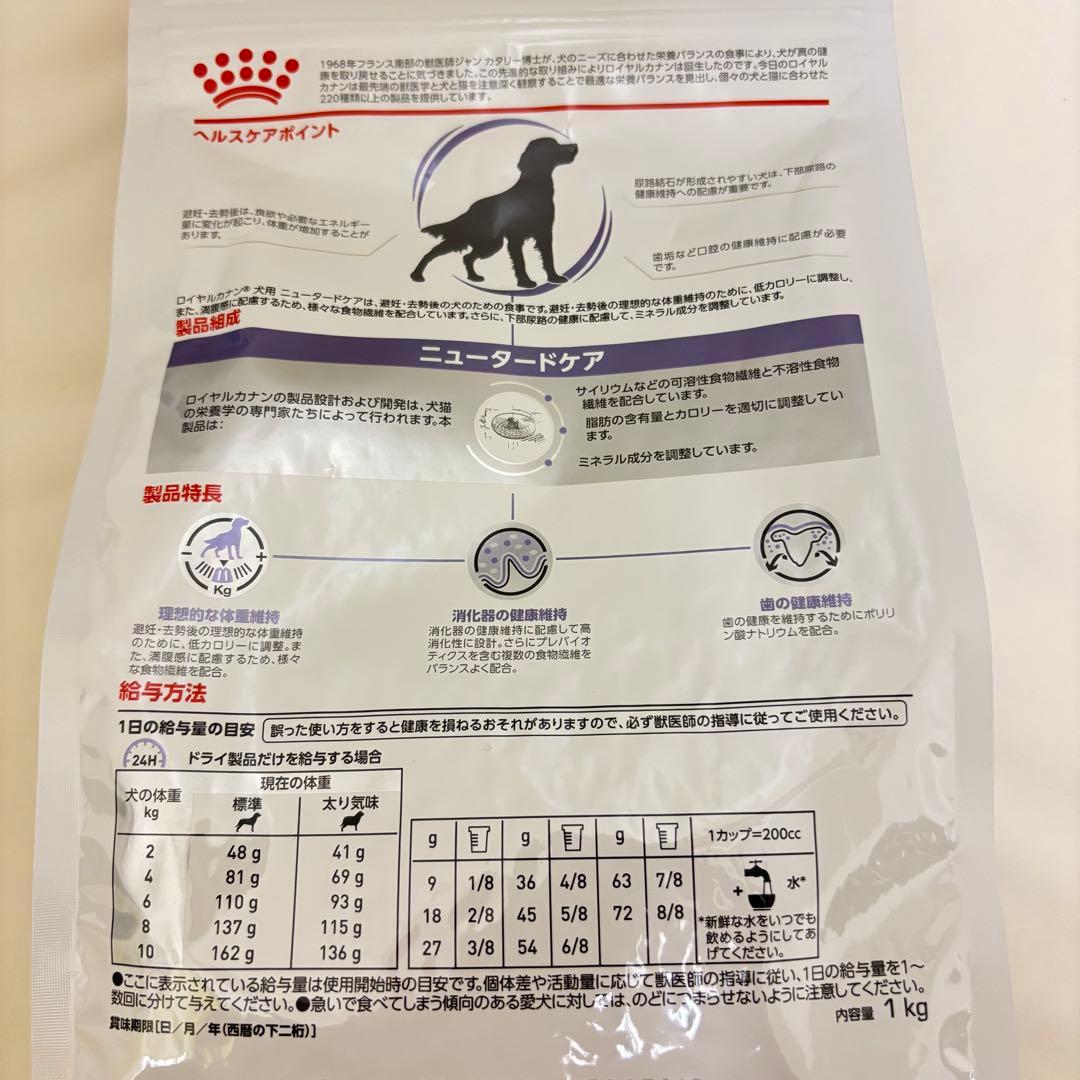 1968年フランス南部の獣医師ジャン カタリー博士が、犬のニーズに合わせた栄養バランスの食事により、犬が真の健
康を取り戻せることに気づきました。この先進的な取り組みによりロイヤルカナンは誕生したのです。今日のロイヤル
カナンは最先端の獣医学と犬と猫を注意深く観察することで最適な栄養バランスを見出し、個々の犬と猫に合わせた
220種類以上の製品を提供しています。
ヘルスケアポイント
避妊・去勢後は、食欲や必要なエネルギー
量に変化が起こり、体重が増加することが
あります。
尿路結石が形成されやすい犬は、下部尿路の
健康維持への配慮が重要です。
歯垢など口腔の健康維持に配慮が必要
です。
ロイヤルカナン® 犬用 ニュータードケアは、避妊・去勢後の犬のための食事です。避妊・去勢後の理想的な体重維持のために、低カロリーに調整し、
また、満腹感に配慮するため、様々な食物繊維を配合しています。さらに、下部尿路の健康に配慮して、ミネラル成分を調整しています。
製品組成
ニュータードケア
ロイヤルカナンの製品設計および開発は、犬猫
の栄養学の専門家たちによって行われます。本
製品は：
サイリウムなどの可溶性食物繊維と不溶性食物
繊維を配合しています。
脂肪の含有量とカロリーを適切に調整してい
ます。
ミネラル成分を調整しています。
製品特長
Kg
理想的な体重維持
避妊・去勢後の理想的な体重維持
のために、低カロリーに調整。ま
た、満腹感に配慮するため、様々
な食物繊維を配合。
消化器の健康維持
消化器の健康維持に配慮して高
消化性に設計。さらにプレバイオ
ティクスを含む複数の食物繊維を
バランスよく配合。
歯の健康維持
歯の健康を維持するためにポリリ
ン酸ナトリウムを配合。
給与方法
1日の給与量の目安 誤った使い方をすると健康を損ねるおそれがありますので、必ず獣医師の指導に従ってご使用ください。
24H ドライ製品だけを給与する場合
犬の体重 kg 現在の体重
標準 太り気味
2 48 g 41 g
4 81 g 69 g
6 110 g 93 g
8 137 g 115 g
10 162 g 136 g
g g g 1カップ=200cc
9 1/8 36 4/8 63 7/8
18 2/8 45 5/8 72 8/8
27 3/8 54 6/8
+ 水*
*新鮮な水をいつでも
飲めるようにしてあ
げてください。
●ここに表示されている給与量は使用開始時の目安です。個体差や活動量に応じて獣医師の指導に従い、1日の給与量を1～
数回に分けて与えてください。●急いで食べてしまう傾向のある愛犬に対しては、のどにつまらせないように注意してください。
賞味期限［日／月／年（西暦の下二桁）］
内容量 1 kg